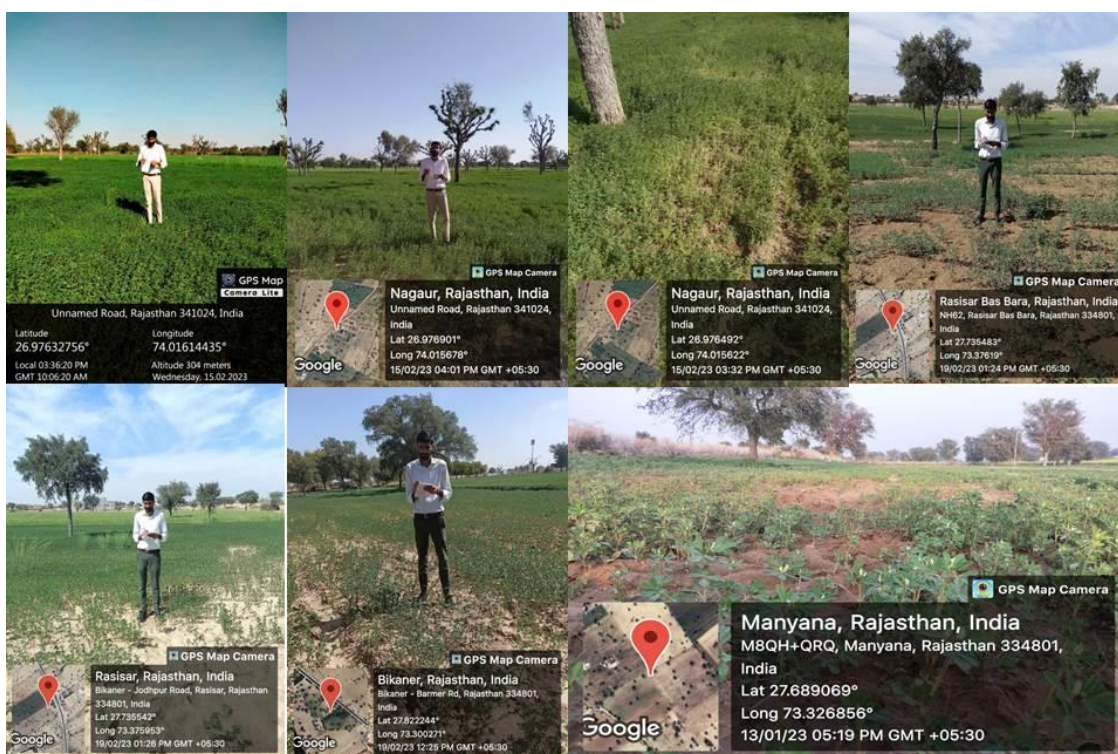 GPS Map
Camera Lite
Unnamed Road, Rajasthan 341024, India
Latitude
26.97632756°
Longitude
74.01614435°
Local 03:36:20 PM
GMT 10:06:20 AM
Altitude 304 meters
Wednesday, 15.02.2023
GPS Map Camera
Google
Nagaur, Rajasthan, India
Unnamed Road, Rajasthan 341024,
India
Lat 26.976901°
Long 74.015678°
15/02/23 04:01 PM GMT +05:30
GPS Map Camera
Google
Nagaur, Rajasthan, India
Unnamed Road, Rajasthan 341024,
India
Lat 26.976492°
Long 74.015622°
15/02/23 03:32 PM GMT +05:30
GPS Map Camera
Google
Rasisar Bas Bara, Rajasthan, India
NH62, Rasisar Bas Bara, Rajasthan 334801,
India
Lat 27.735483°
Long 73.37619°
19/02/23 01:24 PM GMT +05:30
GPS Map Camera
Google
Rasisar, Rajasthan, India
Bikaner - Jodhpur Road, Rasisar, Rajasthan
334801, India
Lat 27.735542°
Long 73.375953°
19/02/23 01:26 PM GMT +05:30
GPS Map Camera
Google
Bikaner, Rajasthan, India
Bikaner - Barmer Rd, Rajasthan 334801,
India
Lat 27.822244°
Long 73.300271°
19/02/23 12:25 PM GMT +05:30
GPS Map Camera
Google
Manyana, Rajasthan, India
M8QH+QRQ, Manyana, Rajasthan 334801,
India
Lat 27.689069°
Long 73.326856°
13/01/23 05:19 PM GMT +05:30